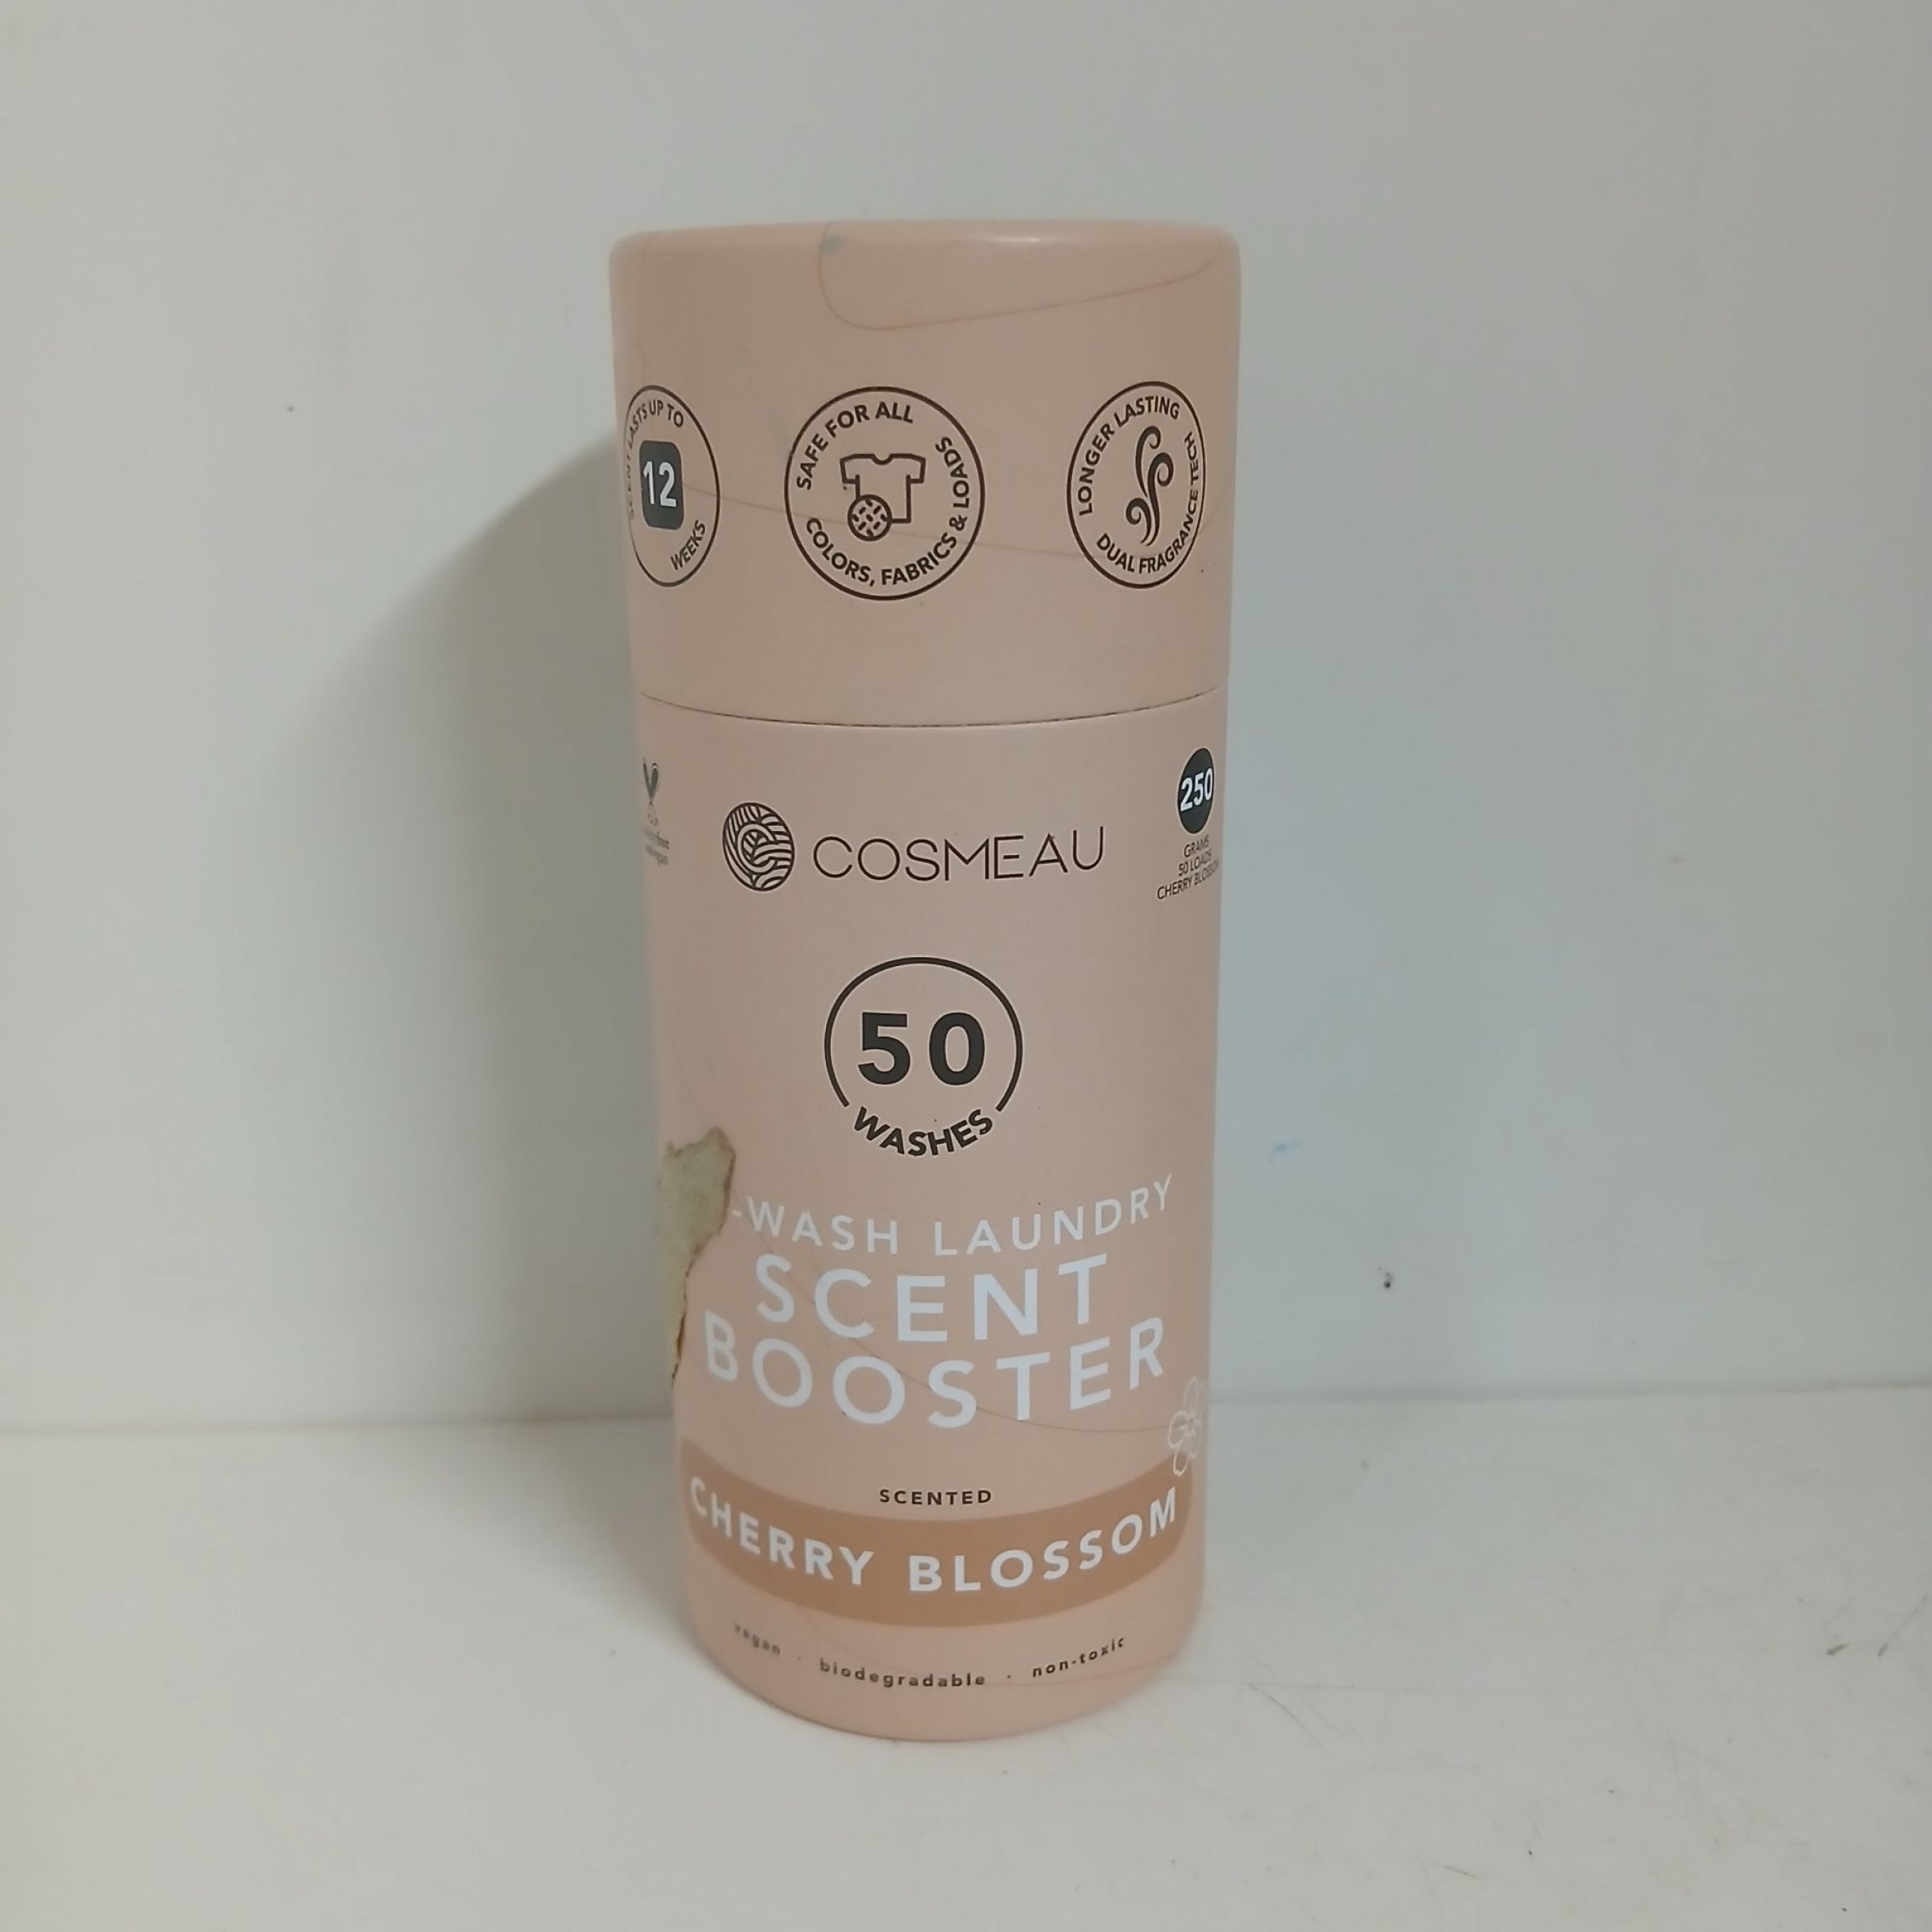 SCENT LASTS UP TO
12
WEEKS
SAFE FOR ALL
COLORS, FABRICS & LOADS
LONGER LASTING
DUAL FRAGRANCE TECH
COSMEAU
250
GRAMS
50 LOADS
CHERRY BLOSSOM
50
WASHES
-WASH LAUNDRY
SCENT
BOOSTER
SCENTED
CHERRY BLOSSOM
vegan · biodegradable · non-toxic